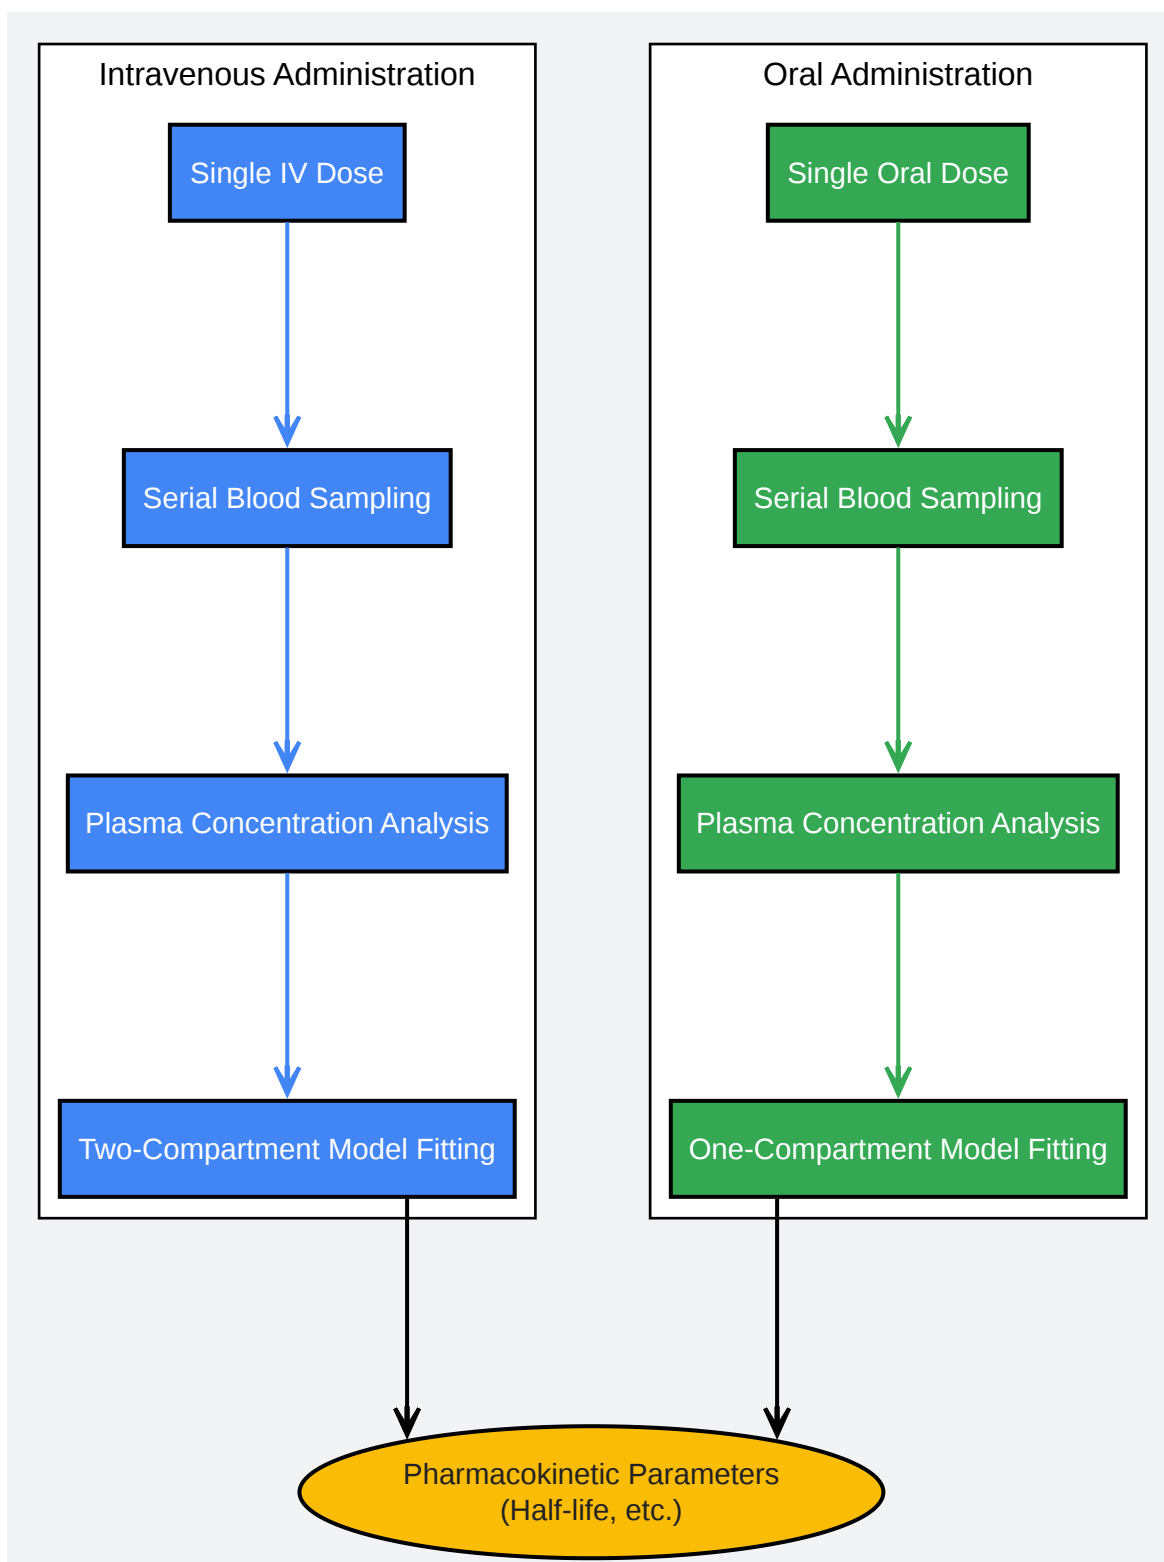 Intravenous Administration
Single IV Dose
Serial Blood Sampling
Plasma Concentration Analysis
Two-Compartment Model Fitting
Oral Administration
Single Oral Dose
Serial Blood Sampling
Plasma Concentration Analysis
One-Compartment Model Fitting
Pharmacokinetic Parameters
(Half-life, etc.)